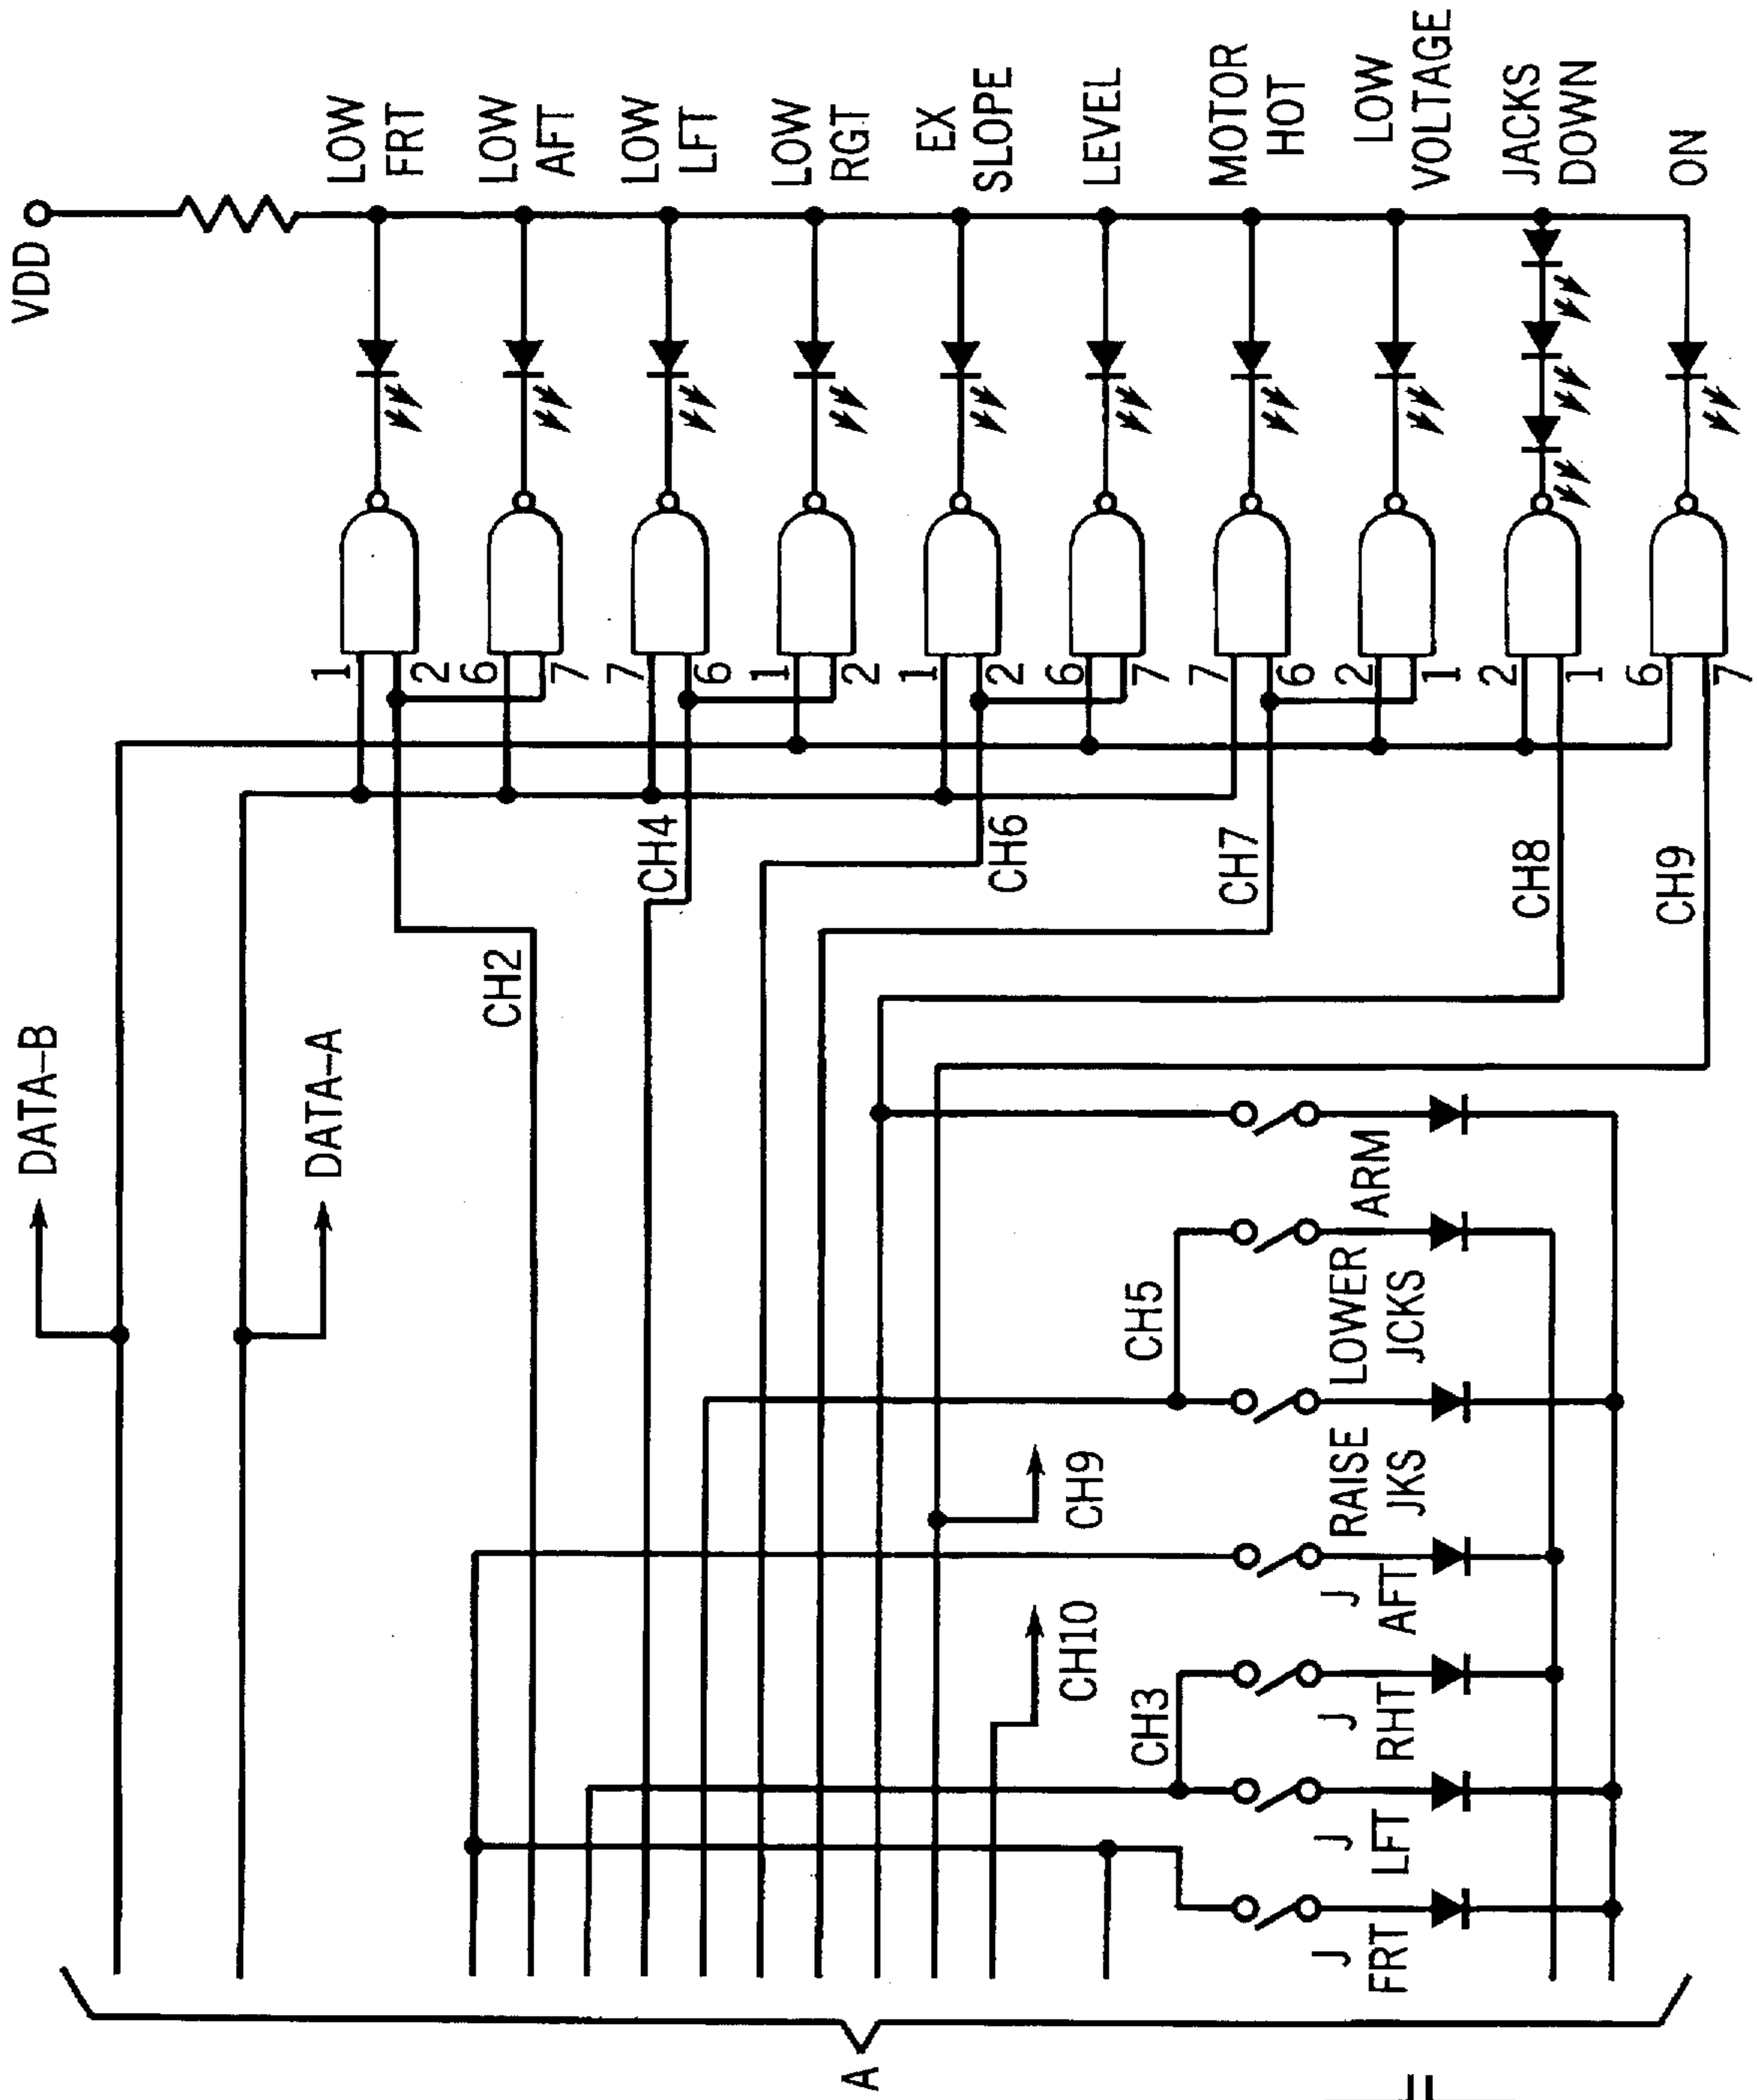 VDD
LOW
FRT
LOW
AFT
LOW
LFT
LOW
RGT
EX
SLOPE
LEVEL
MOTOR
HOT
LOW
VOLTAGE
JACKS
DOWN
ON
1
2
6
7
7
6
1
2
1
2
6
7
7
6
2
1
2
1
6
7
DATA-B
DATA-A
CH2
CH4
CH6
CH7
CH8
CH9
CH5
CH9
CH10
CH3
ARM
LOWER
JCKS
RAISE
JKS
J
AFT
J
RHT
J
LFT
J
FRT
A